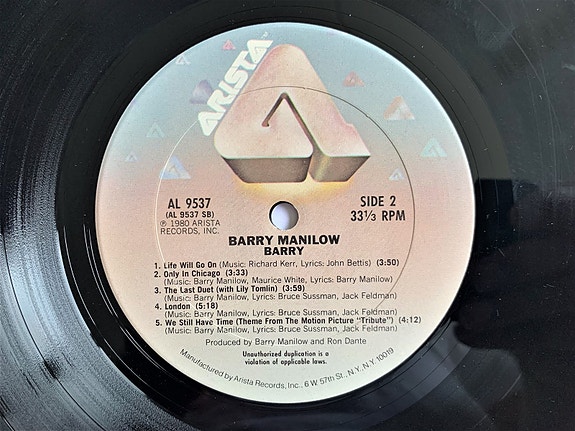 ARISTA
AL 9537
(AL 9537 SB)
℗ 1980 ARISTA
RECORDS, INC.
SIDE 2
33⅓ RPM
BARRY MANILOW
BARRY
1. Life Will Go On (Music: Richard Kerr, Lyrics: John Bettis) (3:50)
2. Only In Chicago (3:33)
(Music: Barry Manilow, Maurice White, Lyrics: Barry Manilow)
3. The Last Duet (with Lily Tomlin) (3:59)
(Music: Barry Manilow, Lyrics: Bruce Sussman, Jack Feldman)
4. London (5:18)
(Music: Barry Manilow, Lyrics: Bruce Sussman, Jack Feldman)
5. We Still Have Time (Theme From The Motion Picture "Tribute") (4:12)
(Music: Barry Manilow, Lyrics: Bruce Sussman, Jack Feldman)
Produced by Barry Manilow and Ron Dante
Unauthorized duplication is a
violation of applicable laws.
Manufactured by Arista Records, Inc., 6 W. 57th St., N.Y. N.Y. 10019